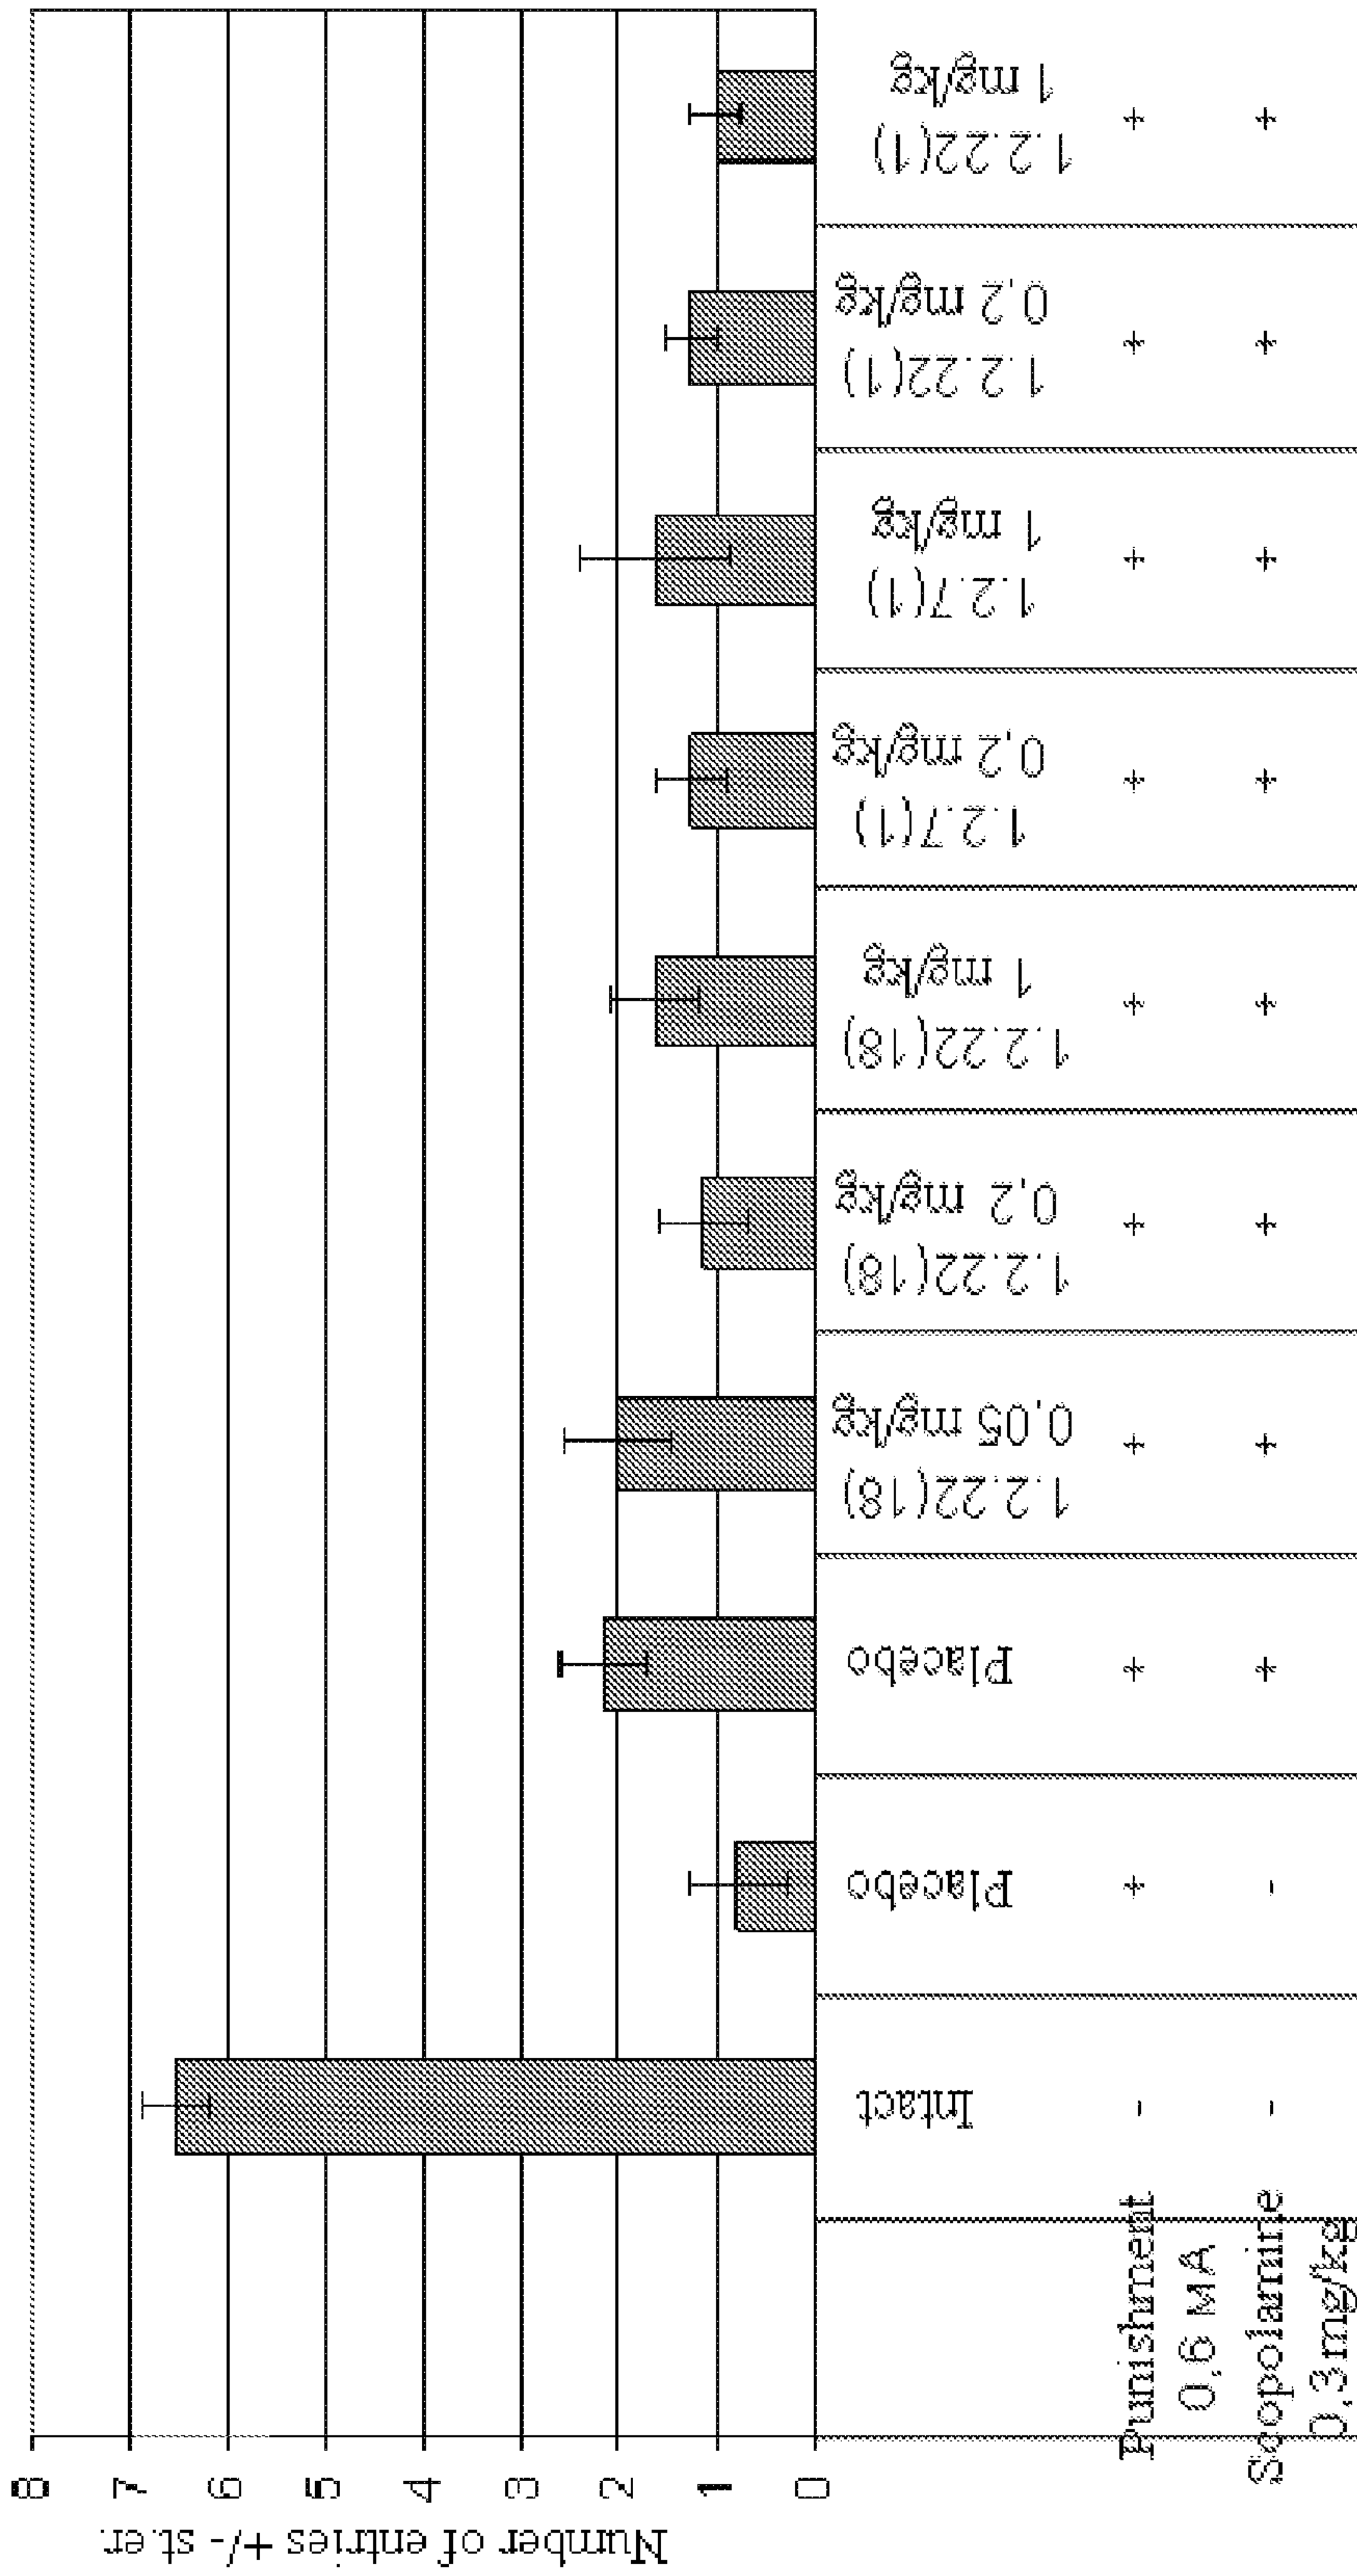 Number of entries +/- st.er.
8
7
6
5
4
3
2
1
0
Intact
Placebo
Placebo
1.2.22(18)
0,05 mg/kg
1.2.22(18)
0,2 mg/kg
1.2.22(18)
1 mg/kg
1.2.7(1)
0,2 mg/kg
1.2.7(1)
1 mg/kg
1.2.22(1)
0,2 mg/kg
1.2.22(1)
1 mg/kg
Punishment
0,6 MA
- + + + + + + + + +
Scopolamine
0,3mg/kg
- - + + + + + + + +